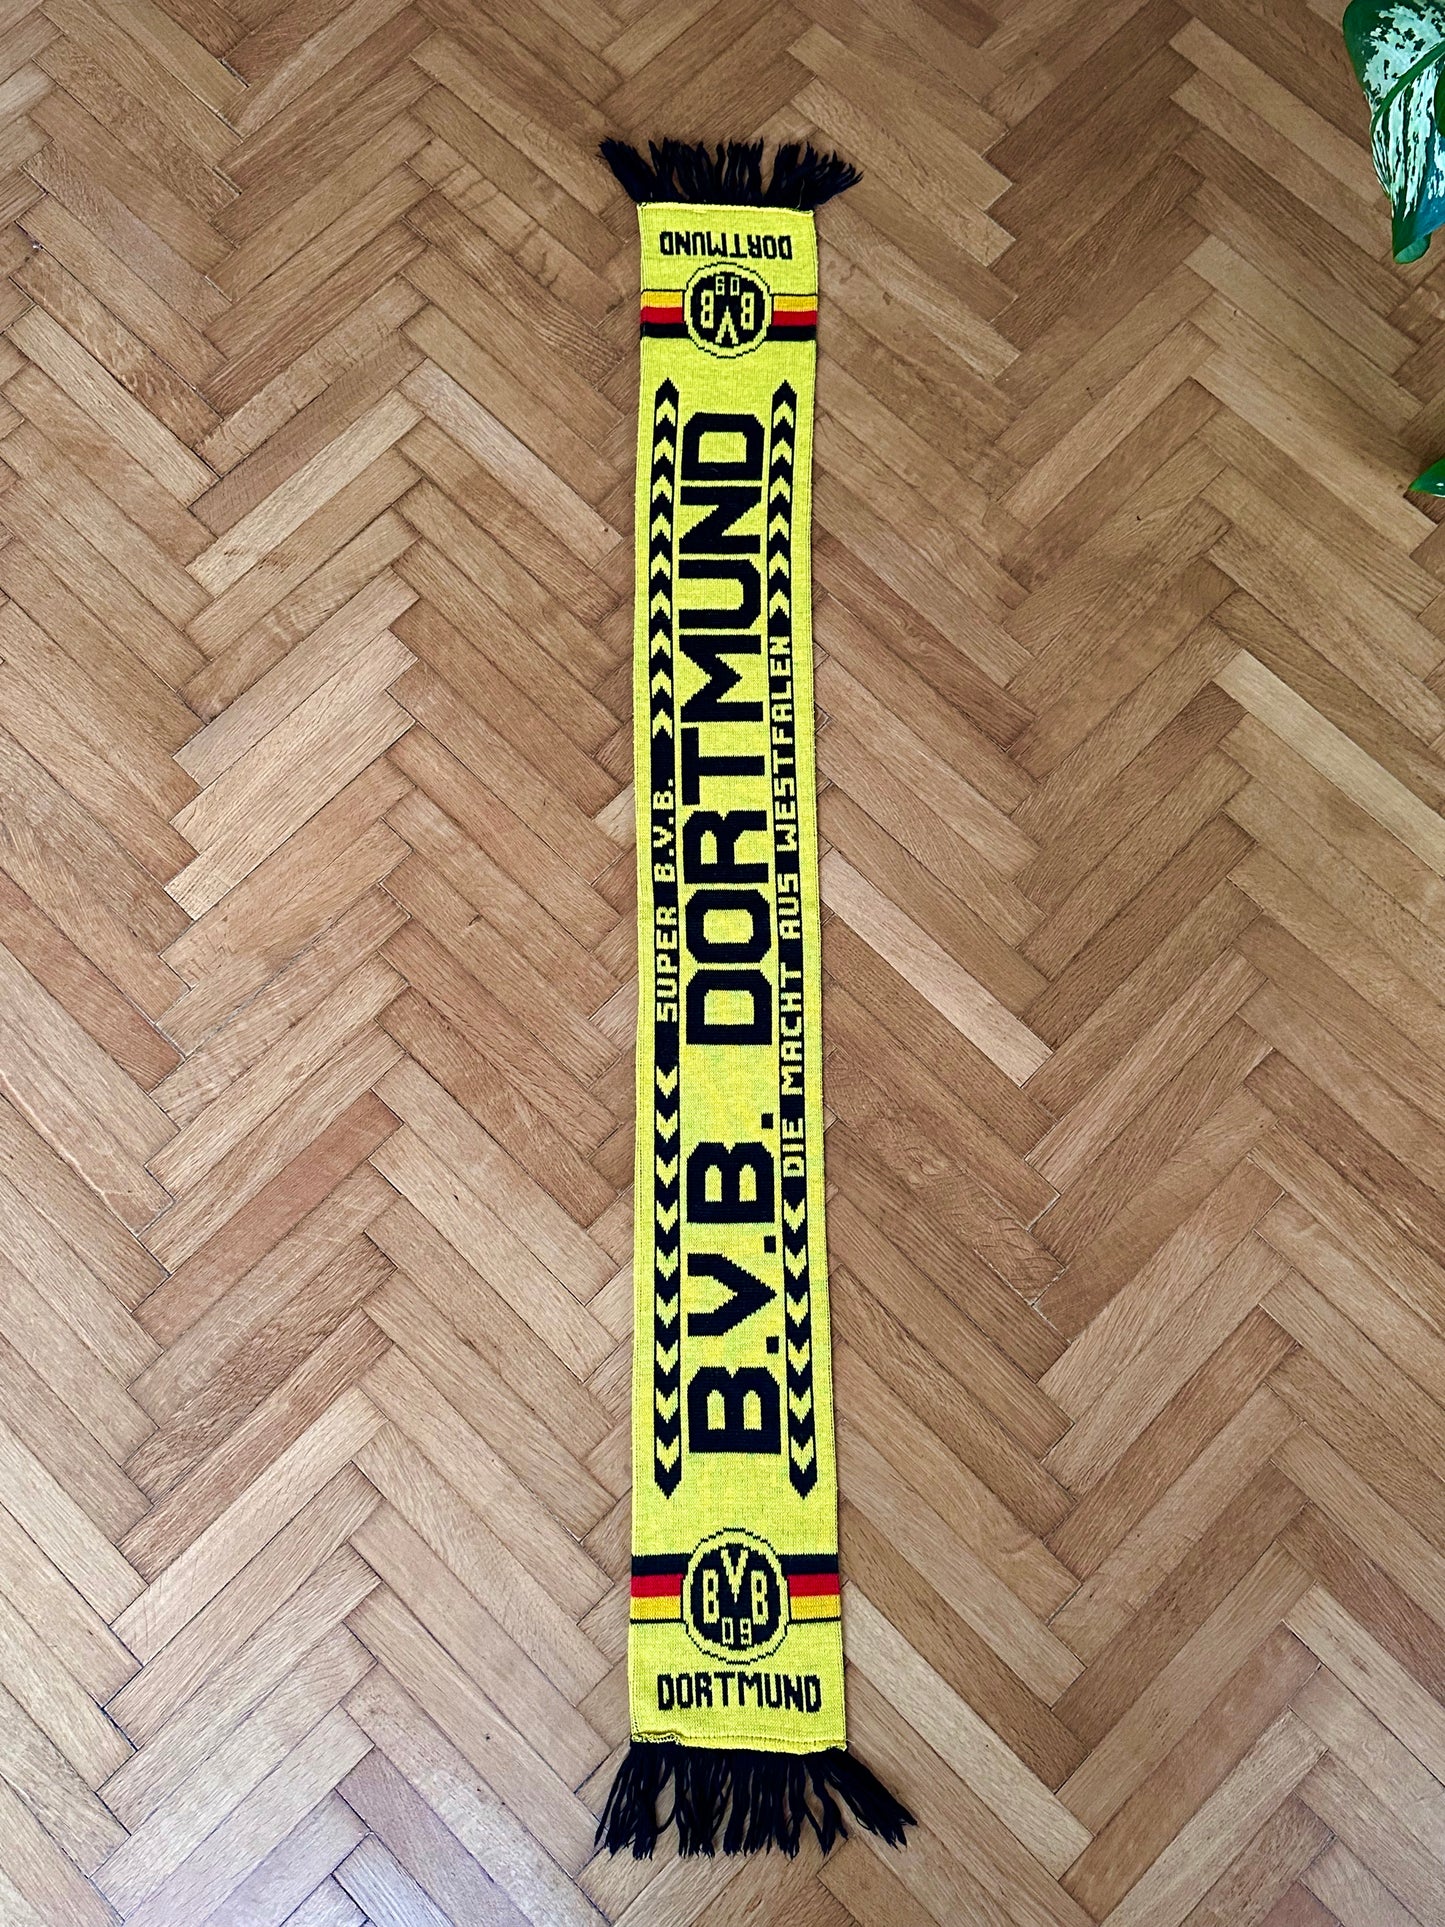 DORTMUND
BVB
09
SUPER B.V.B.
B.V.B. DORTMUND
DIE MACHT AUS WESTFALEN
BVB
09
DORTMUND